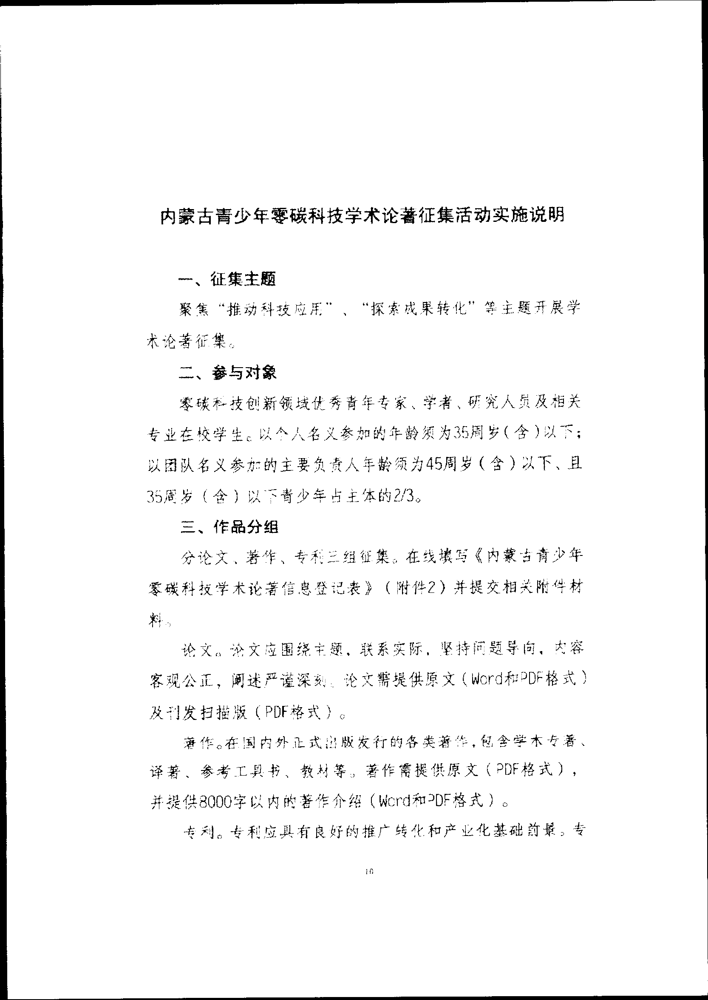 内蒙古青少年零碳科技学术论著征集活动实施说明
一、征集主题
聚焦“推动科技应用”、“探索成果转化”等主题开展学
术论著征集。
二、参与对象
零碳科技创新领域优秀青年专家、学者、研究人员及相关
专业在校学生。以个人名义参加的年龄须为35周岁(含)以下;
以团队名义参加的主要负责人年龄须为45周岁(含)以下、且
35周岁(含)以下青少年占主体的2/3。
三、作品分组
分论文、著作、专利三组征集。在线填写《内蒙古青少年
零碳科技学术论著信息登记表》(附件2)并提交相关附件材
料。
论文。论文应围绕主题,联系实际,坚持问题导向,内容
客观公正,阐述严谨深刻。论文需提供原文(Word和PDF格式)
及刊发扫描版(PDF格式)。
著作。在国内外正式出版发行的各类著作,包含学术专著、
译著、参考工具书、教材等。著作需提供原文(PDF格式),
并提供8000字以内的著作介绍(Word和PDF格式)。
专利。专利应具有良好的推广转化和产业化基础前景。专
10